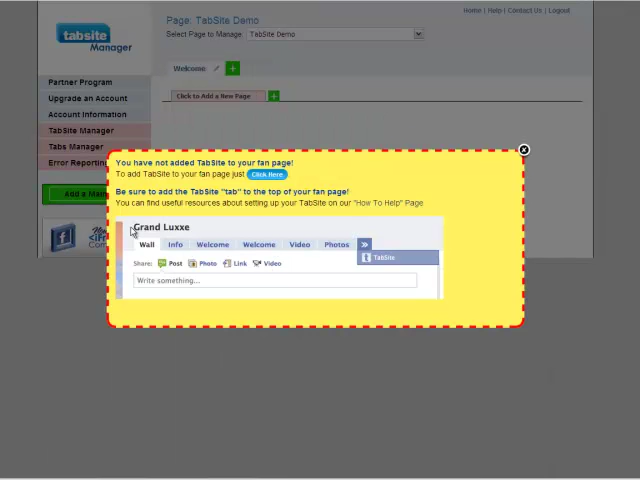 Home | Help | Contact Us | Logout
tabsite
Manager
Page: TabSite Demo
Select Page to Manage: TabSite Demo
Welcome
Click to Add a New Page
Partner Program
Upgrade an Account
Account Information
TabSite Manager
Tabs Manager
Error Reporting
You have not added TabSite to your fan page!
To add TabSite to your fan page just Click Here.
Be sure to add the TabSite "tab" to the top of your fan page!
You can find useful resources about setting up your TabSite on our "How To Help" Page
Grand Luxxe
Wall Info Welcome Welcome Video Photos »
TabSite
Share: Post Photo Link Video
Write something...
Add a